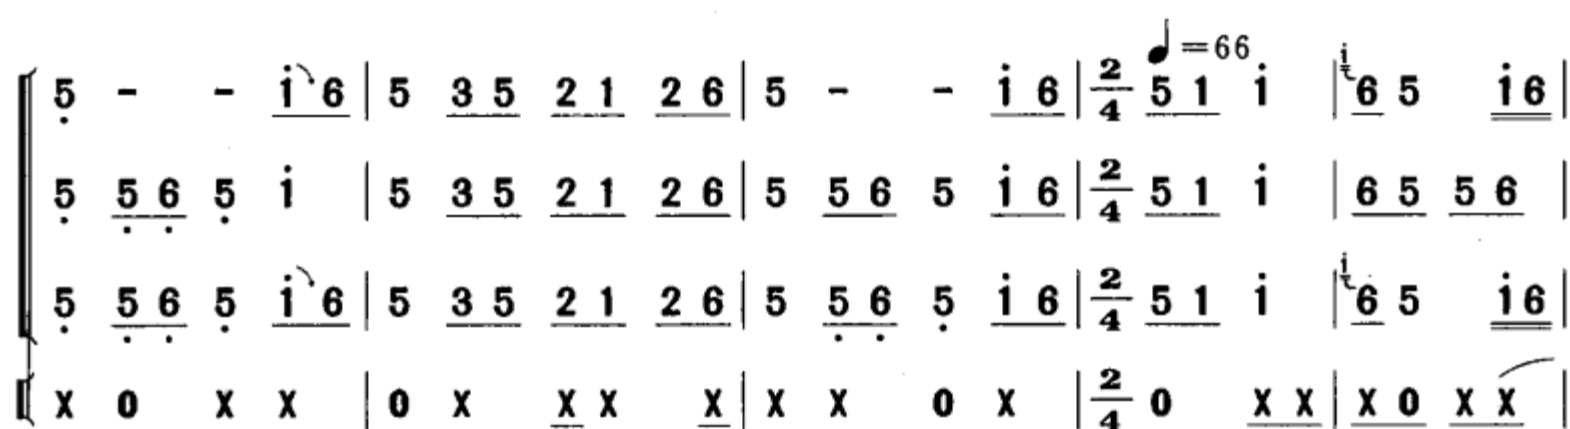 ♩=66
5̣ - - i̇ 6 | 5 3 5 2 1 2 6 | 5 - - i̇ 6 | 2/4 5 1 i̇ | i̇ 6 5 i̇ 6 |
5̣ 5̣ 6̣ 5̣ i̇ | 5 3 5 2 1 2 6 | 5 5 6 5 i̇ 6 | 2/4 5 1 i̇ | 6 5 5 6 |
5̣ 5̣ 6̣ 5̣ i̇ 6 | 5 3 5 2 1 2 6 | 5 5̣ 6̣ 5̣ i̇ 6 | 2/4 5 1 i̇ | i̇ 6 5 i̇ 6 |
X 0 X X | 0 X X X X | X X 0 X | 2/4 0 X X | X 0 X X |